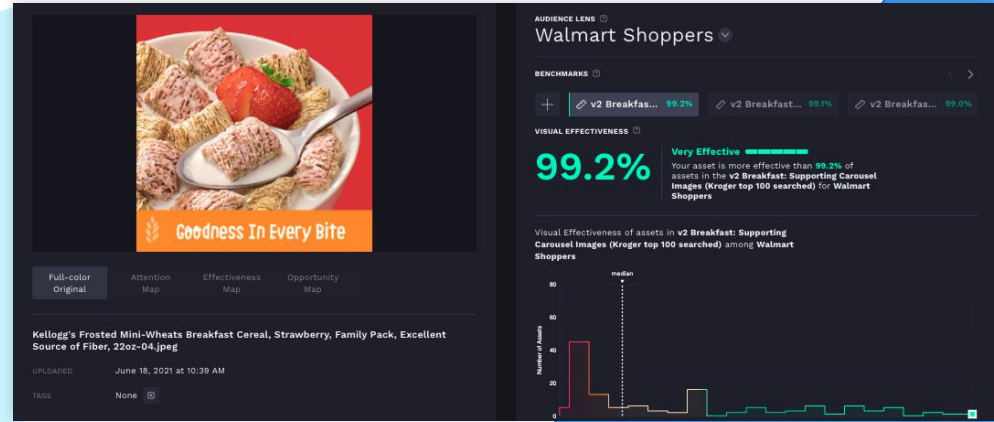 Goodness In Every Bite
Full-color
Original
Attention
Map
Effectiveness
Map
Opportunity
Map
Kellogg's Frosted Mini-Wheats Breakfast Cereal, Strawberry, Family Pack, Excellent
Source of Fiber, 22oz-04.jpeg
UPLOADED June 18, 2021 at 10:39 AM
TAGS None
AUDIENCE LENS
Walmart Shoppers
BENCHMARKS
v2 Breakfas... 99.2% v2 Breakfast... 99.1% v2 Breakfas... 99.0%
VISUAL EFFECTIVENESS
99.2%
Very Effective
Your asset is more effective than 99.2% of
assets in the v2 Breakfast: Supporting Carousel
Images (Kroger top 100 searched) for Walmart
Shoppers
Visual Effectiveness of assets in v2 Breakfast: Supporting
Carousel Images (Kroger top 100 searched) among Walmart
Shoppers
median
Number of Assets
80
60
40
20
0